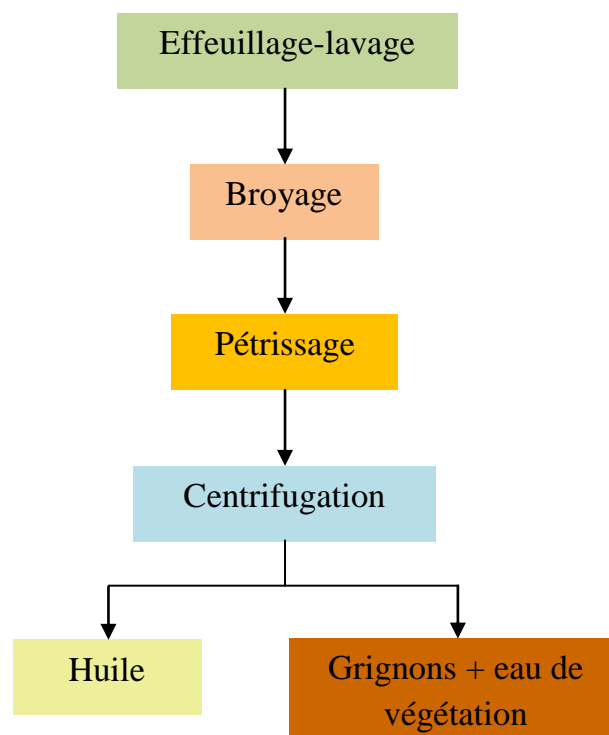 Effeuillage-lavage
Broyage
Pétrissage
Centrifugation
Huile
Grignons + eau de
végétation